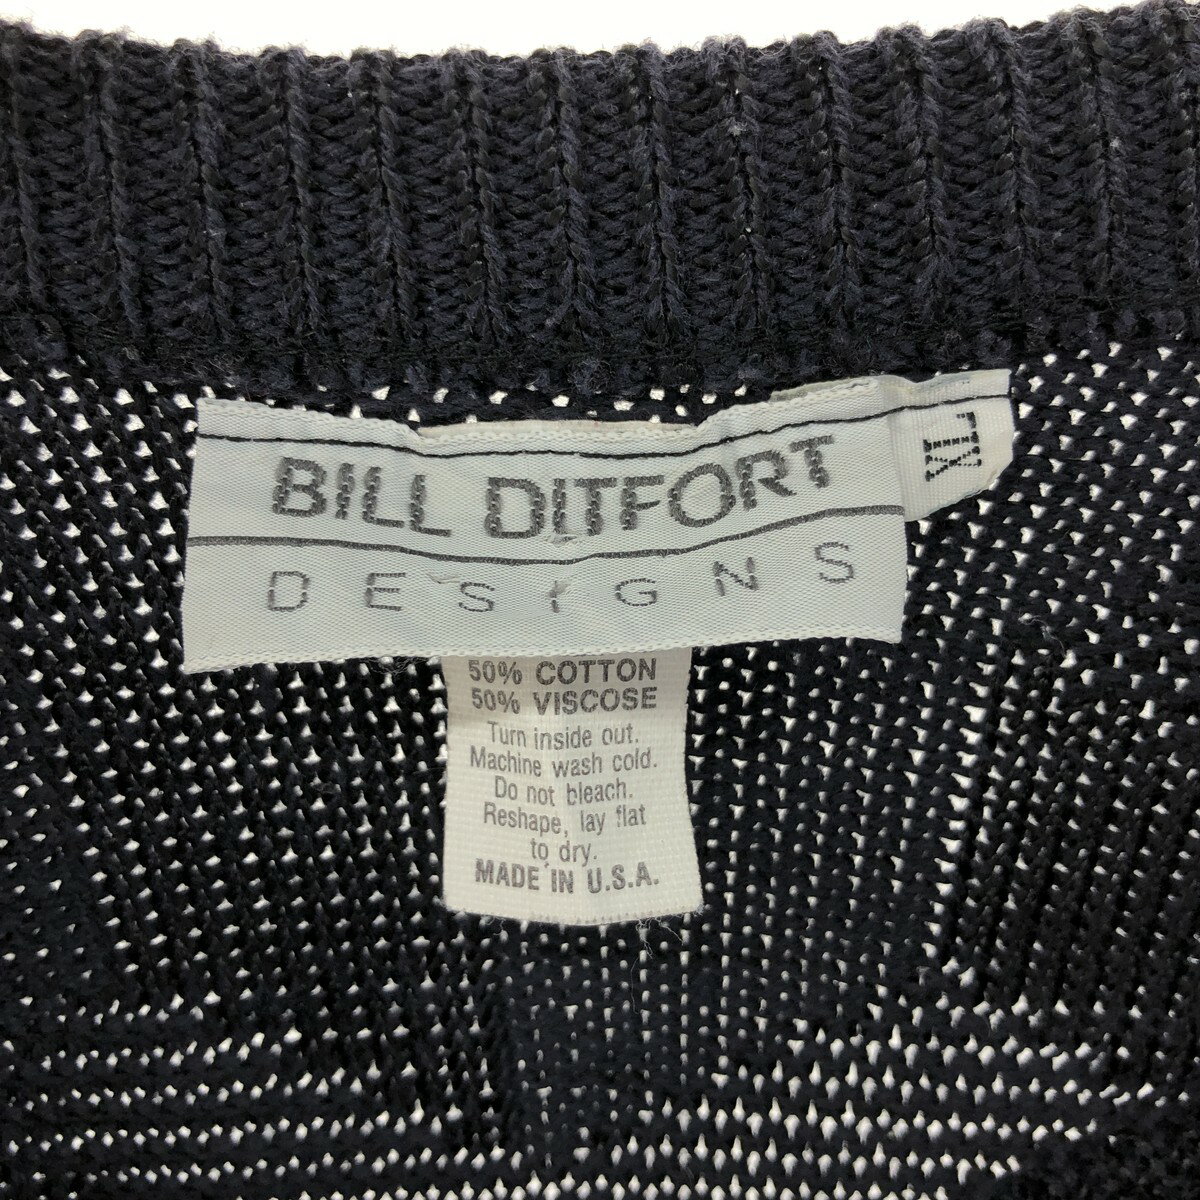 BILL DITFORT
DESIGNS
XL
50% COTTON
50% VISCOSE
Turn inside out.
Machine wash cold.
Do not bleach.
Reshape, lay flat
to dry.
MADE IN U.S.A.